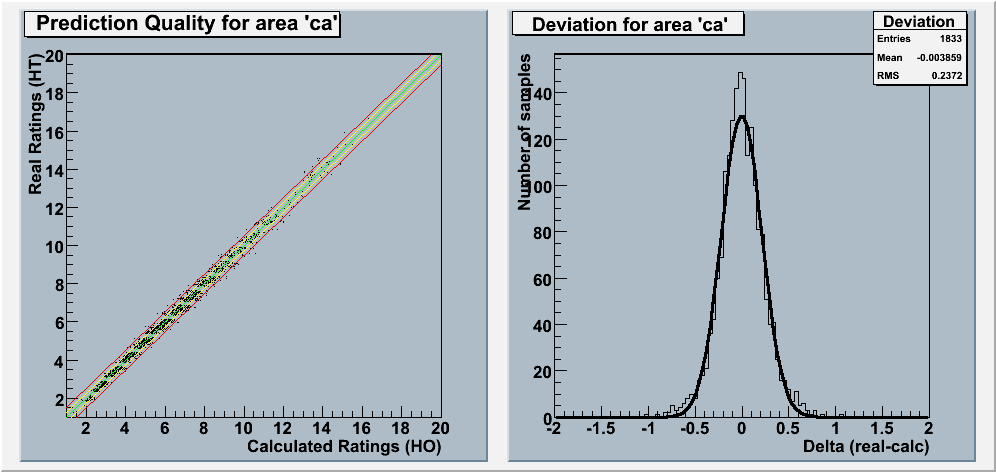 Prediction Quality for area 'ca'
Real Ratings (HT)
20
18
16
14
12
10
8
6
4
2
2 4 6 8 10 12 14 16 18 20
Calculated Ratings (HO)
Deviation for area 'ca'
Deviation
Entries 1833
Mean -0.003859
RMS 0.2372
Number of samples
140
120
100
80
60
40
20
0
-2 -1.5 -1 -0.5 0 0.5 1 1.5 2
Delta (real-calc)